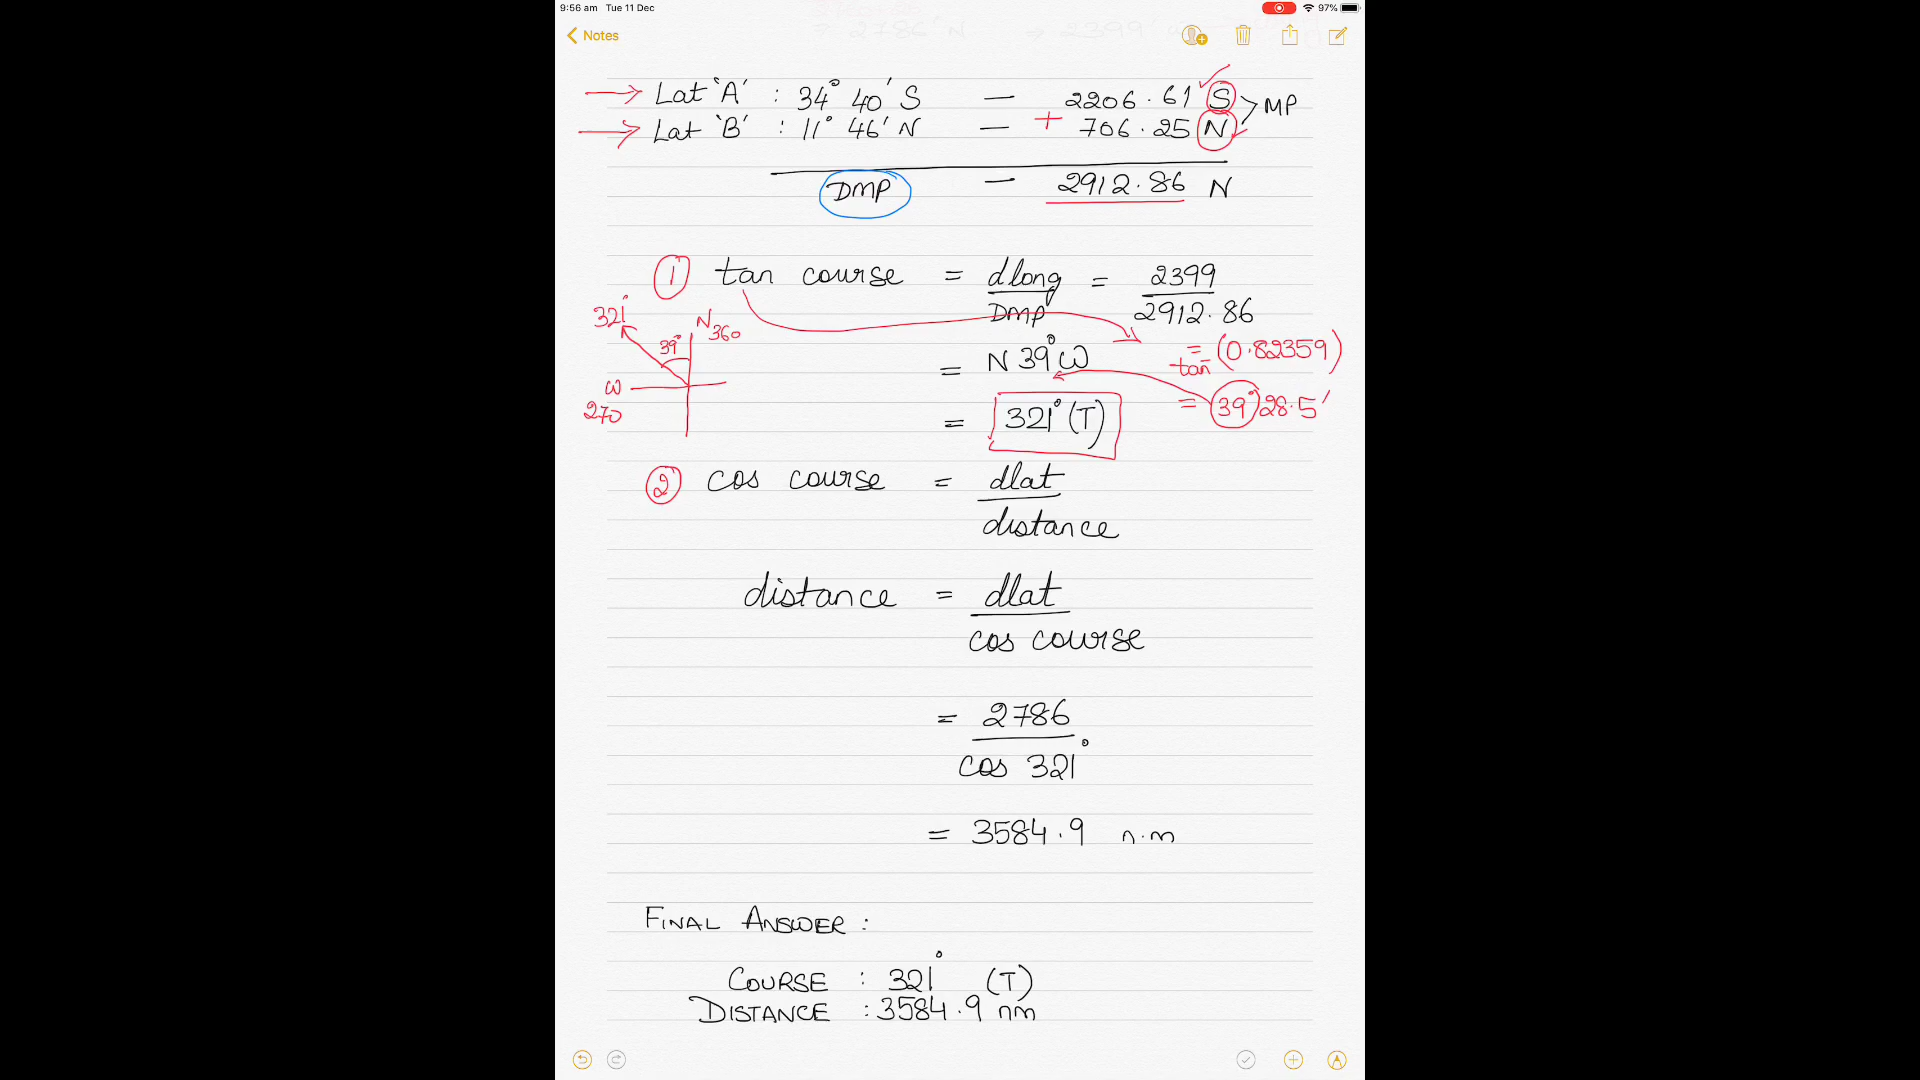 9:56 am Tue 11 Dec 97%
Notes
⇒ 2786' N ⇒ 2399'
→ Lat 'A' : 34° 40' S — 2206.61 S
MP
→ Lat 'B' : 11° 46' N — + 706.25 N
DMP — 2912.86 N
① tan course = dlong / DMP = 2399 / 2912.86
321° N 360
39°
W
270
= N 39° W
tan⁻ = (0.82359)
= 321° (T)
= 39° 28.5'
② cos course = dlat / distance
distance = dlat / cos course
= 2786 / cos 321°
= 3584.9 n.m
FINAL ANSWER :
COURSE : 321° (T)
DISTANCE : 3584.9 nm